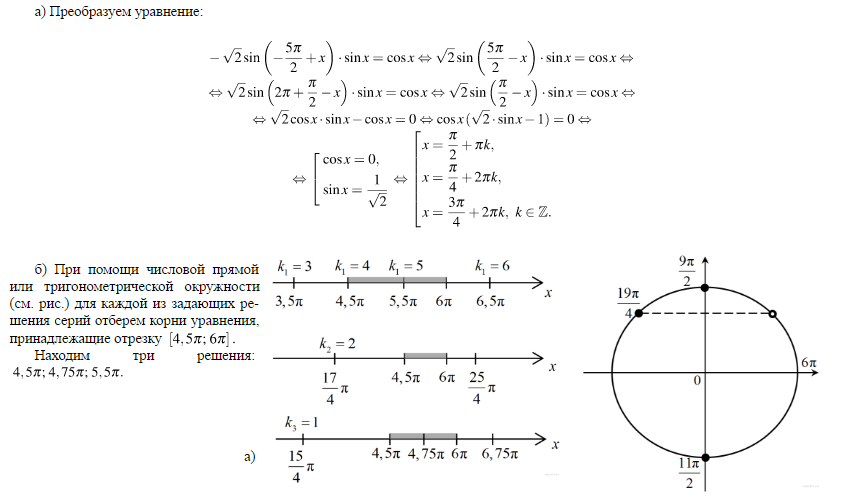 а) Преобразуем уравнение:
−√2 sin(−5π/2 + x) · sin x = cos x ⇔ √2 sin(5π/2 − x) · sin x = cos x ⇔
⇔ √2 sin(2π + π/2 − x) · sin x = cos x ⇔ √2 sin(π/2 − x) · sin x = cos x ⇔
⇔ √2 cos x · sin x − cos x = 0 ⇔ cos x (√2 · sin x − 1) = 0 ⇔
⇔ [ cos x = 0, sin x = 1/√2 ⇔ [ x = π/2 + πk, x = π/4 + 2πk, x = 3π/4 + 2πk, k ∈ ℤ.
б) При помощи числовой прямой
или тригонометрической окружности
(см. рис.) для каждой из задающих ре-
шения серий отберем корни уравнения,
принадлежащие отрезку [4,5π; 6π].
Находим три решения:
4,5π; 4,75π; 5,5π.
k₁ = 3 k₁ = 4 k₁ = 5 k₁ = 6
3,5π 4,5π 5,5π 6π 6,5π x
k₂ = 2
17/4 π 4,5π 6π 25/4 π x
k₃ = 1
а)
15/4 π 4,5π 4,75π 6π 6,75π x
9π/2
19π/4
6π
0
11π/2